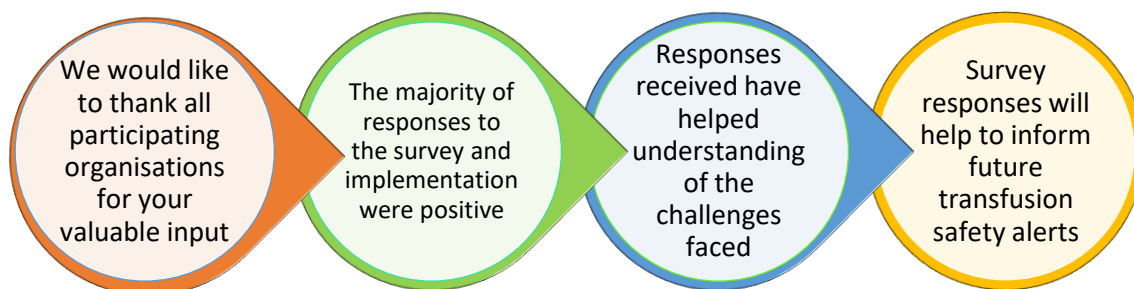 We would like
to thank all
participating
organisations
for your
valuable input
The majority of
responses to
the survey and
implementation
were positive
Responses
received have
helped
understanding
of the
challenges
faced
Survey
responses will
help to inform
future
transfusion
safety alerts